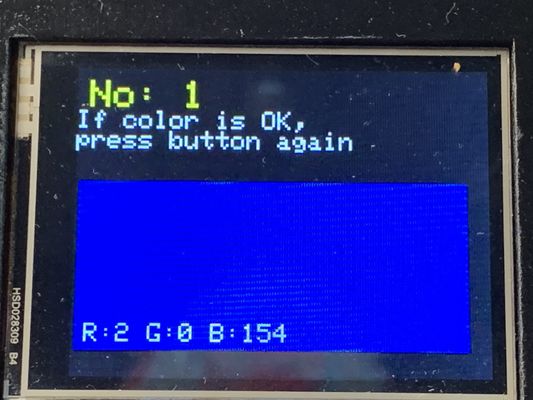 No: 1
If color is OK,
press button again
R:2 G:0 B:154
HSD028309 B4